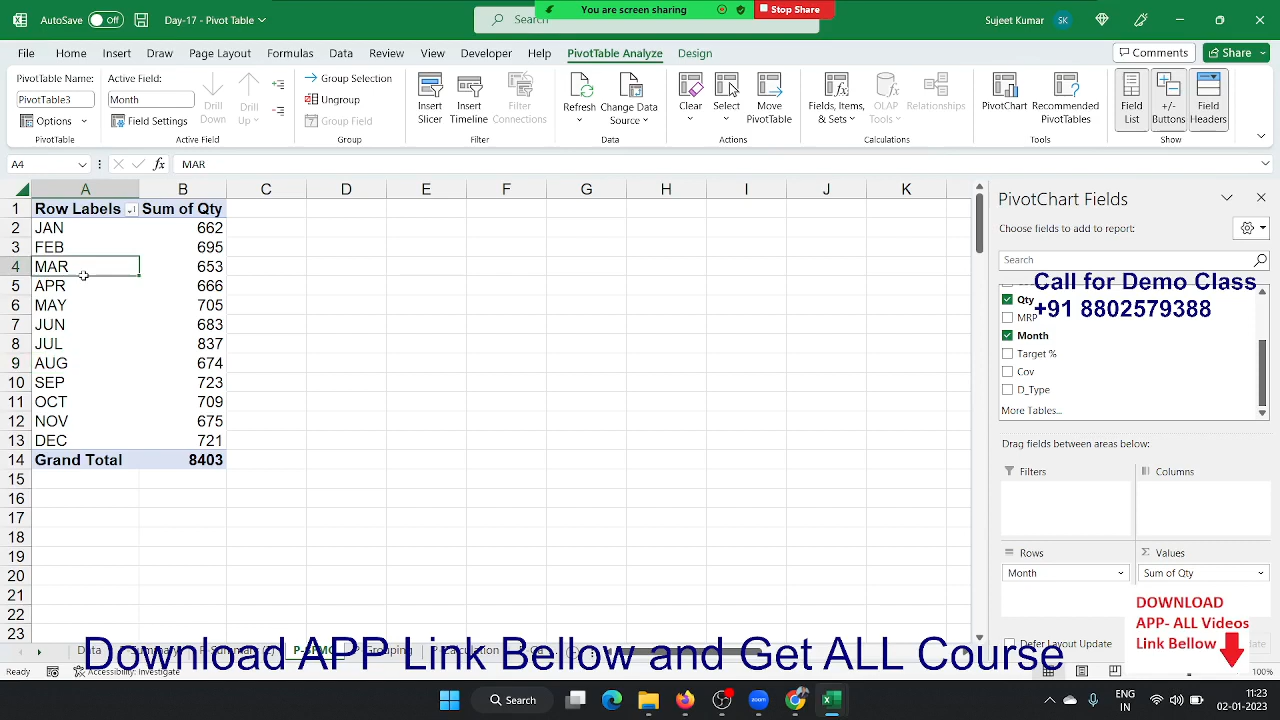 AutoSave Off
Day-17 - Pivot Table
Search
You are screen sharing
Stop Share
Sujeet Kumar SK
File Home Insert Draw Page Layout Formulas Data Review View Developer Help PivotTable Analyze Design
Comments Share
PivotTable Name:
PivotTable3
Options
PivotTable
Active Field:
Month
Field Settings
Drill Down
Drill Up
Active Field
Group Selection
Ungroup
Group Field
Group
Insert Slicer
Insert Timeline
Filter Connections
Filter
Refresh
Change Data Source
Data
Clear
Select
Move PivotTable
Actions
Fields, Items, & Sets
OLAP Tools
Relationships
Calculations
PivotChart
Recommended PivotTables
Tools
Field List
+/- Buttons
Field Headers
Show
A4 fx MAR
A B C D E F G H I J K
1 Row Labels Sum of Qty
2 JAN 662
3 FEB 695
4 MAR 653
5 APR 666
6 MAY 705
7 JUN 683
8 JUL 837
9 AUG 674
10 SEP 723
11 OCT 709
12 NOV 675
13 DEC 721
14 Grand Total 8403
15
16
17
18
19
20
21
22
23
PivotChart Fields
Choose fields to add to report:
Search
Call for Demo Class
+91 8802579388
Qty
MRP
Month
Target %
Cov
D_Type
More Tables...
Drag fields between areas below:
Filters Columns
Rows Values
Month Sum of Qty
DOWNLOAD
APP- ALL Videos
Link Bellow
Defer Layout Update
Download APP Link Bellow and Get ALL Course
Data
Ready Accessibility: Investigate
100%
Search
zoom
ENG
IN
11:23
02-01-2023